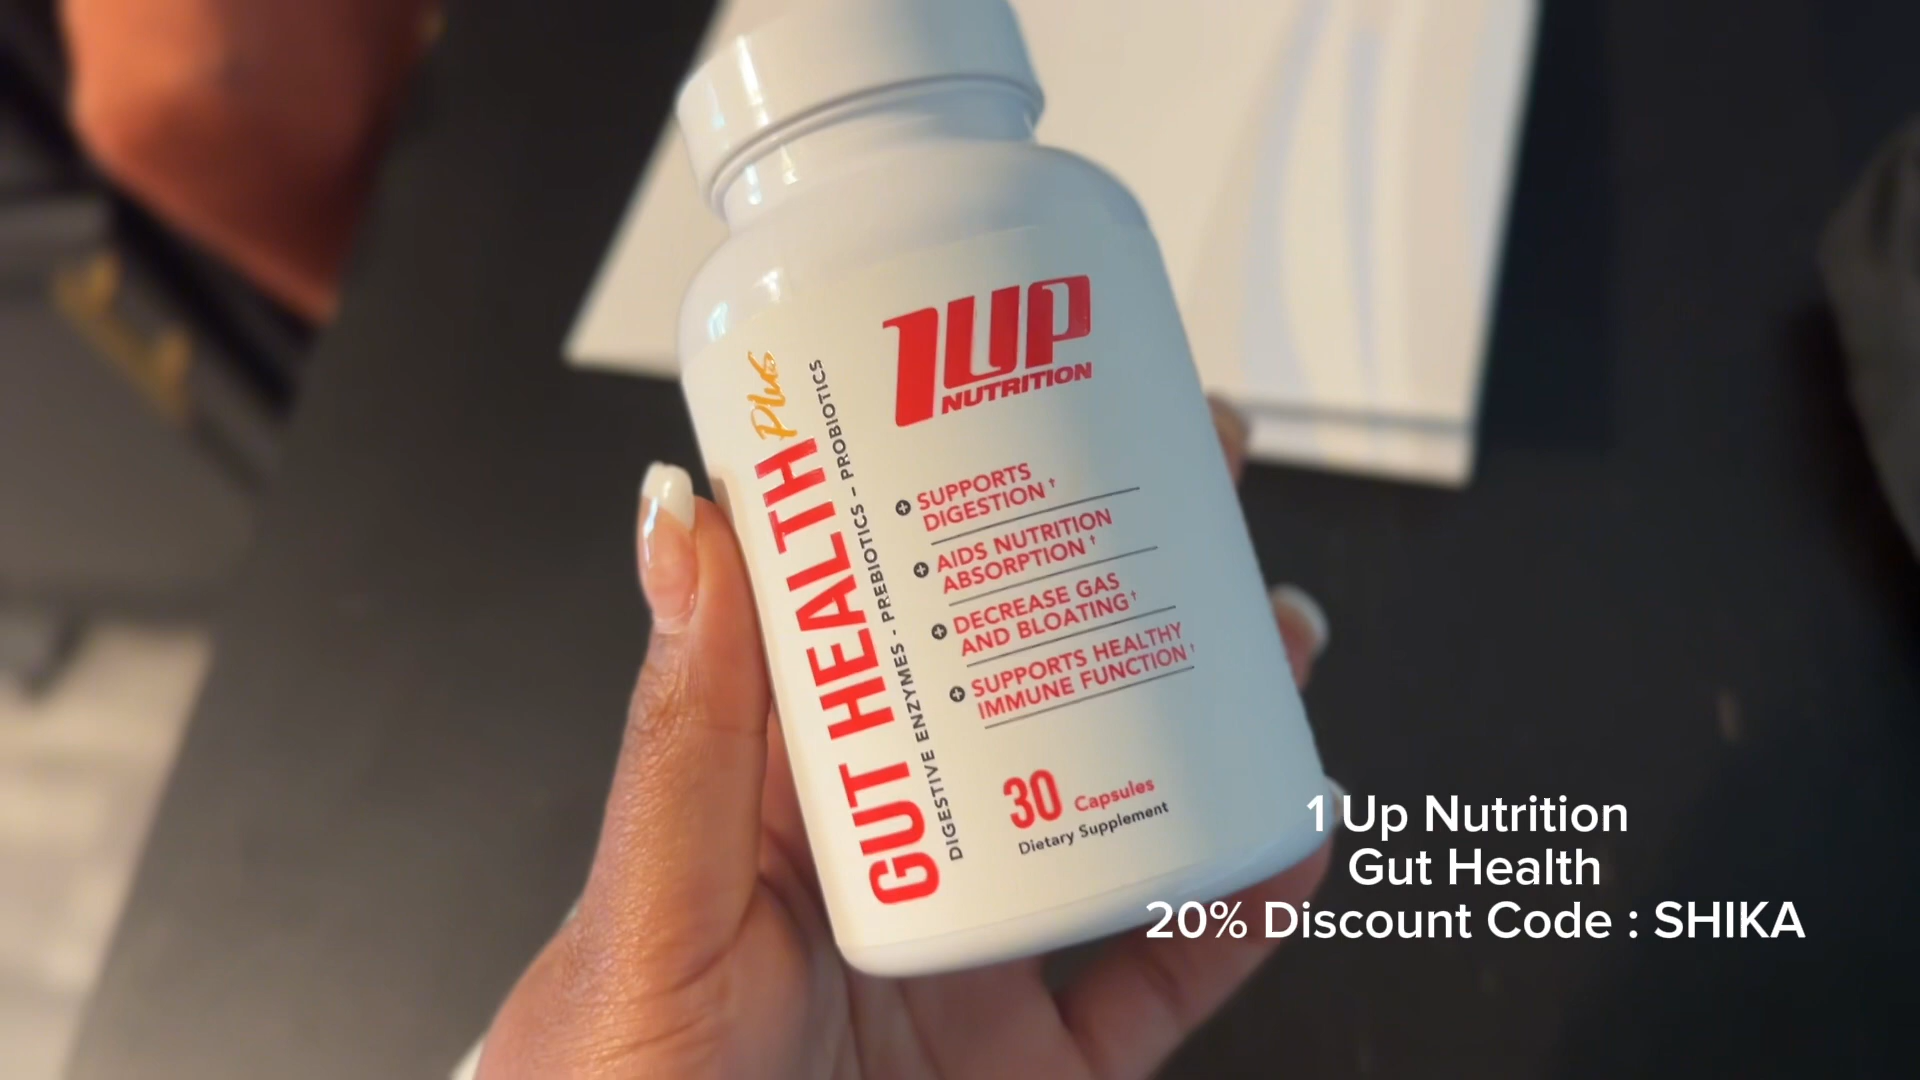 1UP
NUTRITION
GUT HEALTH Plus
DIGESTIVE ENZYMES - PREBIOTICS - PROBIOTICS
SUPPORTS
DIGESTION†
AIDS NUTRITION
ABSORPTION†
DECREASE GAS
AND BLOATING†
SUPPORTS HEALTHY
IMMUNE FUNCTION†
30 Capsules
Dietary Supplement
1 Up Nutrition
Gut Health
20% Discount Code : SHIKA